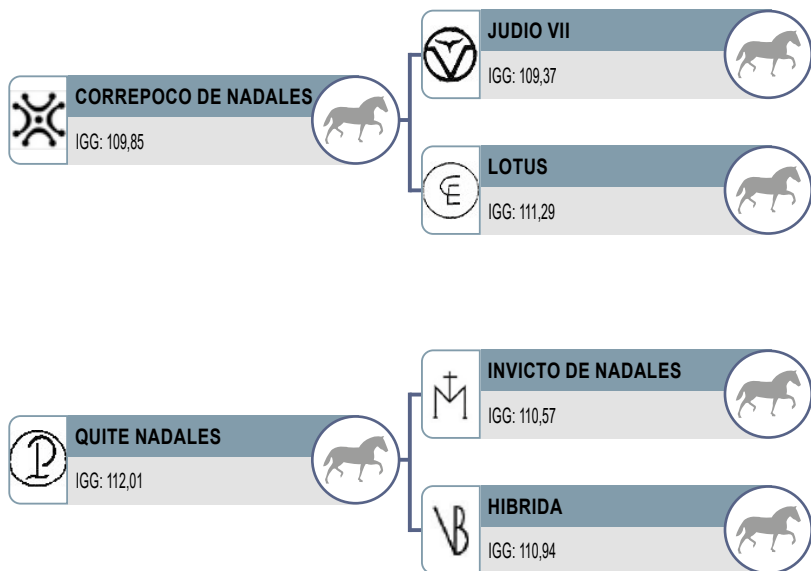 JUDIO VII
IGG: 109,37
CORREPOCO DE NADALES
IGG: 109,85
LOTUS
IGG: 111,29
INVICTO DE NADALES
IGG: 110,57
QUITE NADALES
IGG: 112,01
HIBRIDA
IGG: 110,94